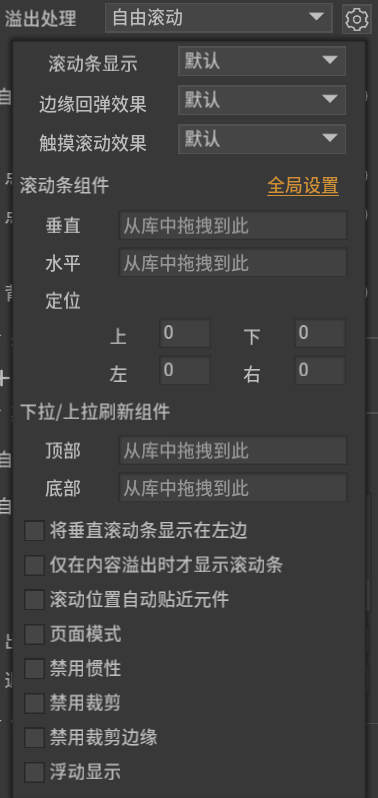 溢出处理 自由滚动
滚动条显示 默认
边缘回弹效果 默认
触摸滚动效果 默认
滚动条组件 全局设置
垂直 从库中拖拽到此
水平 从库中拖拽到此
定位
上 0 下 0
左 0 右 0
下拉/上拉刷新组件
顶部 从库中拖拽到此
底部 从库中拖拽到此
将垂直滚动条显示在左边
仅在内容溢出时才显示滚动条
滚动位置自动贴近元件
页面模式
禁用惯性
禁用裁剪
禁用裁剪边缘
浮动显示